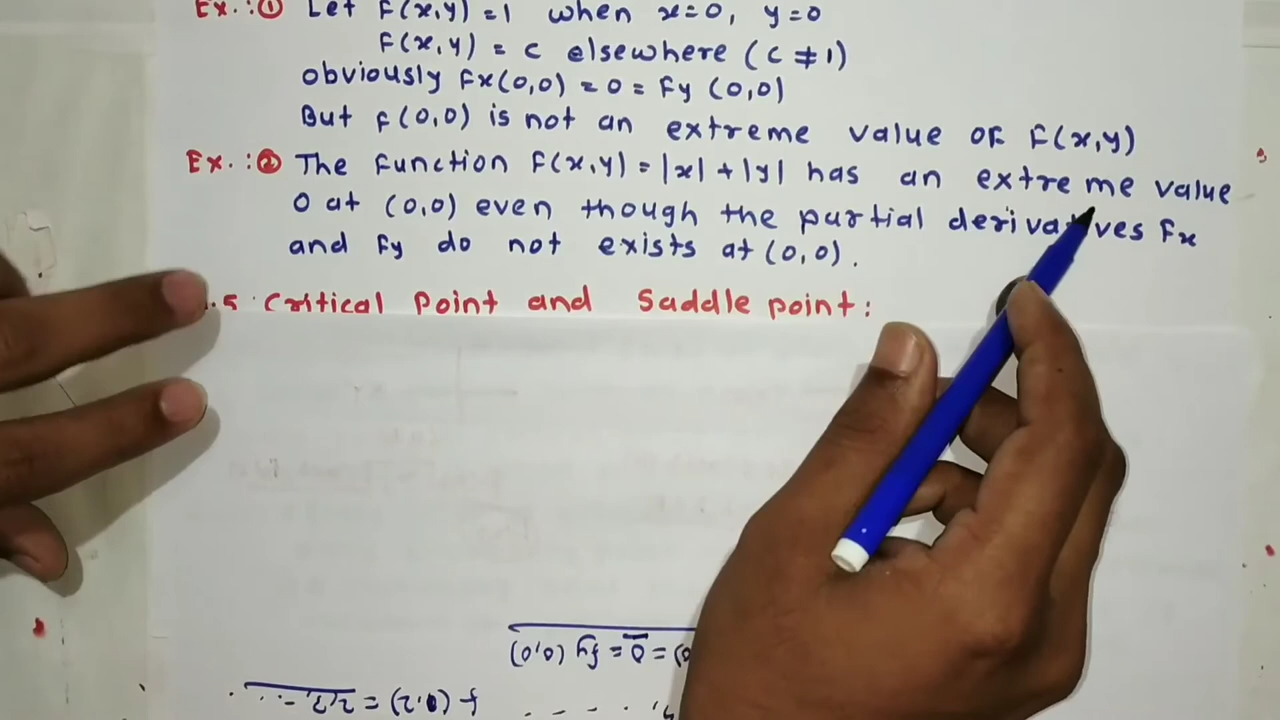 Ex.:① Let F(x,y) = 1 when x=0, y=0
F(x,y) = c elsewhere (c ≠ 1)
obviously Fx(0,0) = 0 = Fy (0,0)
But f(0,0) is not an extreme value of F(x,y)
Ex.:② The function F(x,y) = |x| + |y| has an extreme value
0 at (0,0) even though the partial derivatives Fx
and Fy do not exists at (0,0).
.5 Critical Point and Saddle point: